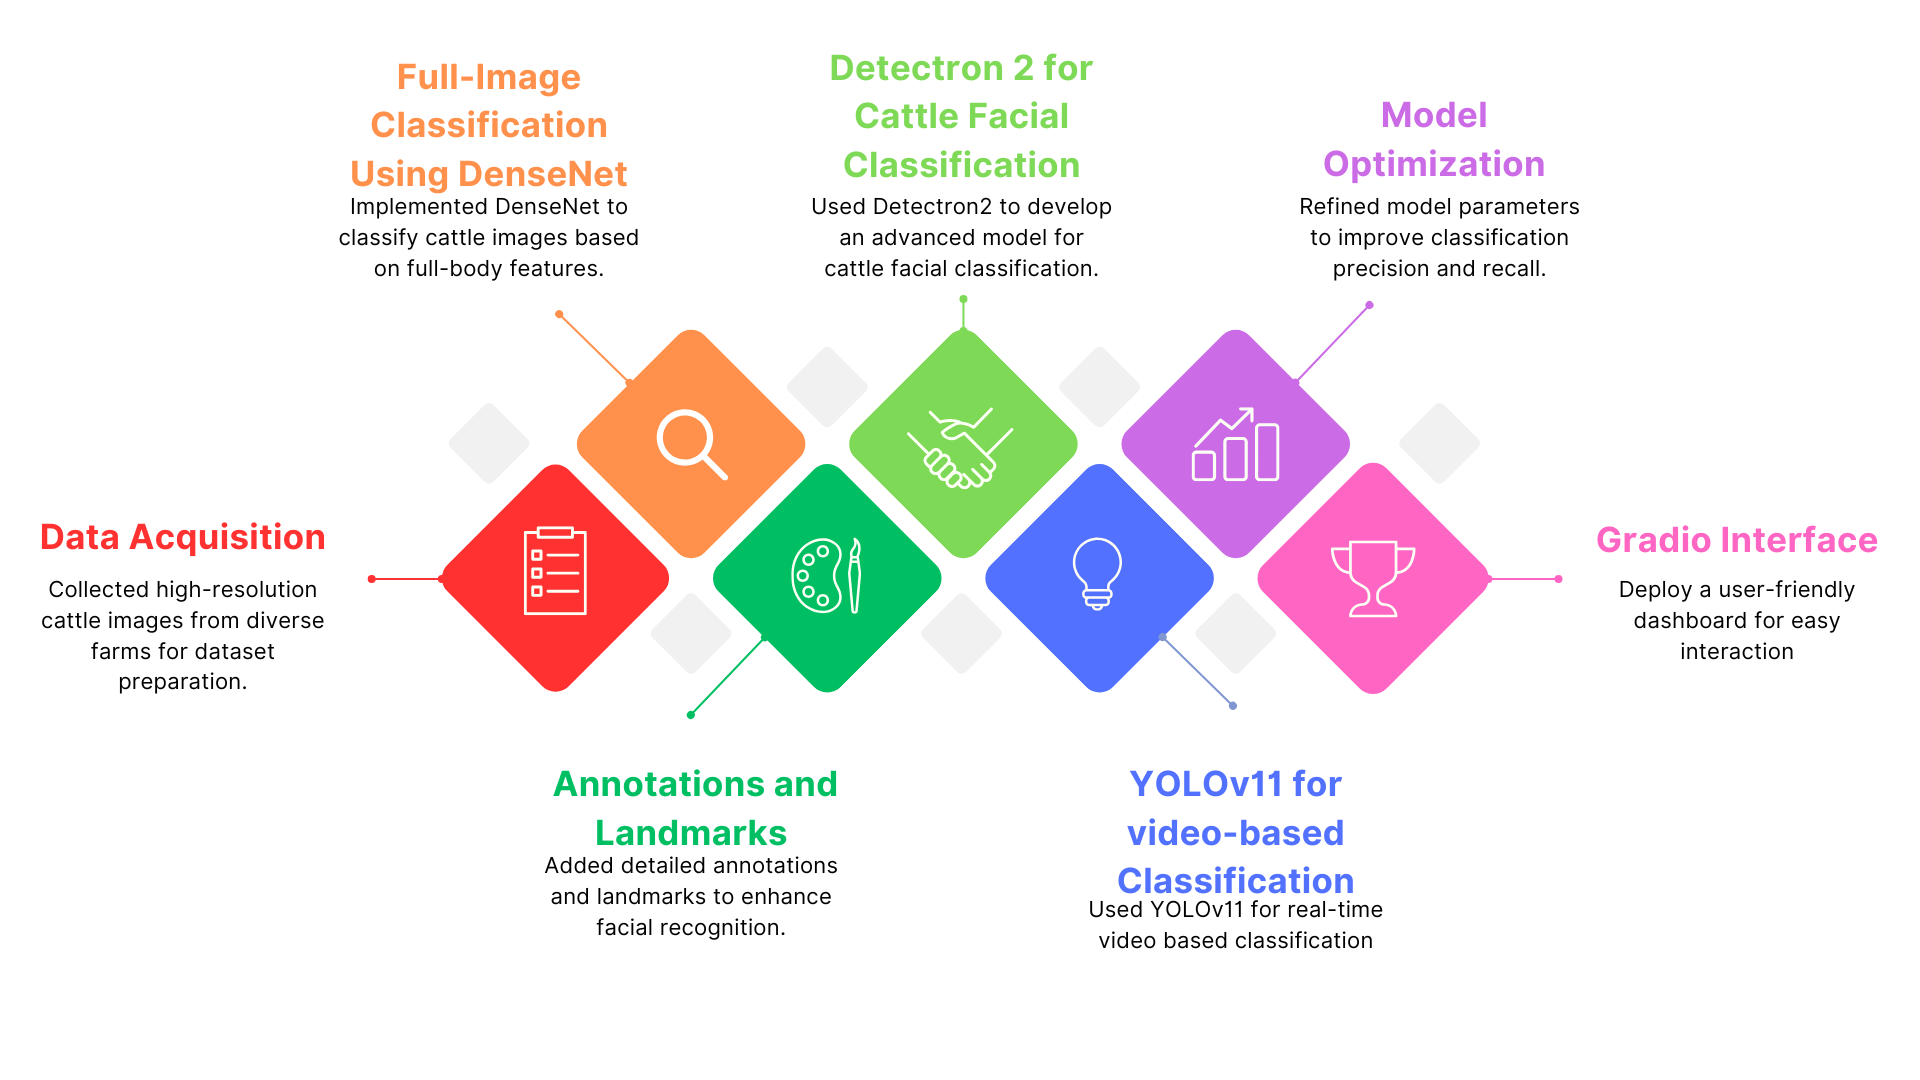 Data Acquisition
Collected high-resolution
cattle images from diverse
farms for dataset
preparation.
Full-Image
Classification
Using DenseNet
Implemented DenseNet to
classify cattle images based
on full-body features.
Annotations and
Landmarks
Added detailed annotations
and landmarks to enhance
facial recognition.
Detectron 2 for
Cattle Facial
Classification
Used Detectron2 to develop
an advanced model for
cattle facial classification.
YOLOv11 for
video-based
Classification
Used YOLOv11 for real-time
video based classification
Model
Optimization
Refined model parameters
to improve classification
precision and recall.
Gradio Interface
Deploy a user-friendly
dashboard for easy
interaction